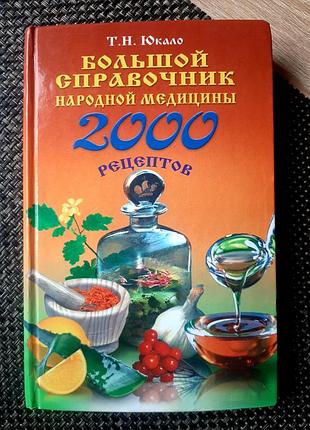 Т.Н. Юкало
БОЛЬШОЙ
СПРАВОЧНИК
НАРОДНОЙ МЕДИЦИНЫ
2000
РЕЦЕПТОВ